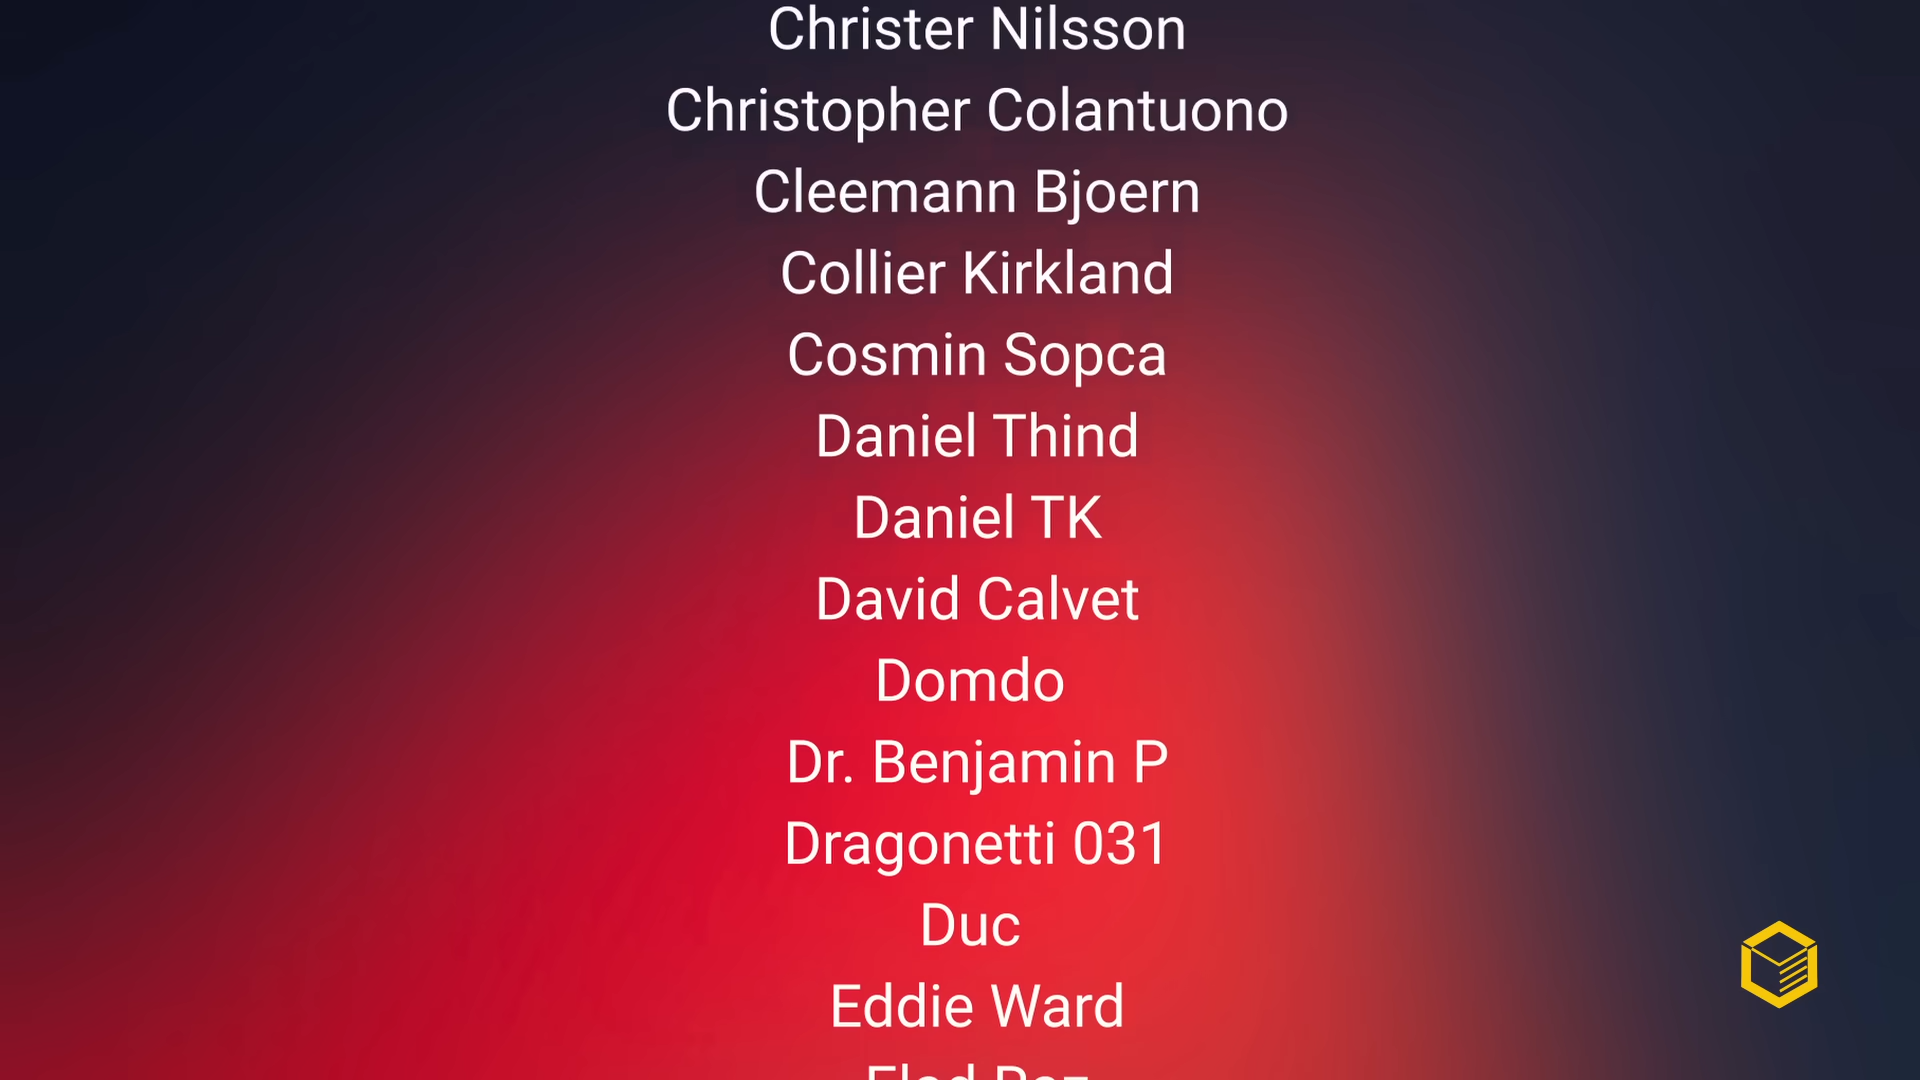 Christer Nilsson
Christopher Colantuono
Cleemann Bjoern
Collier Kirkland
Cosmin Sopca
Daniel Thind
Daniel TK
David Calvet
Domdo
Dr. Benjamin P
Dragonetti 031
Duc
Eddie Ward